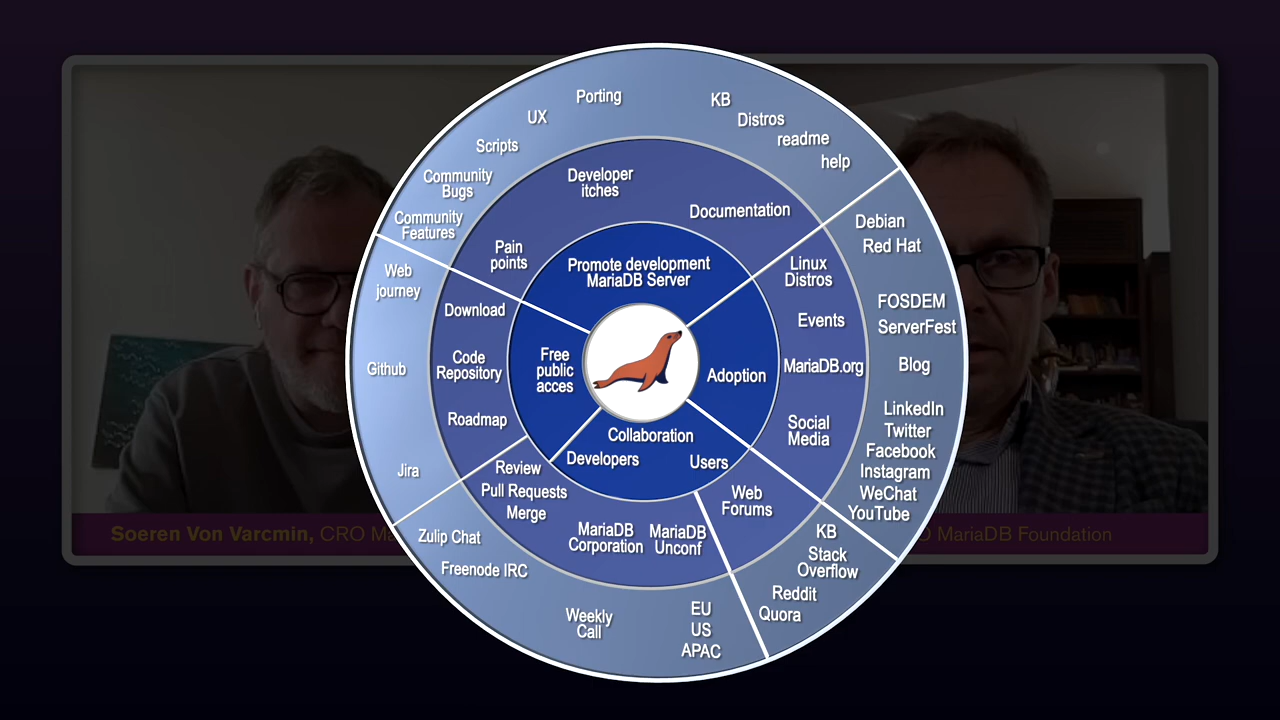 Porting
KB
UX
Distros
readme
help
Scripts
Community
Bugs
Community
Features
Developer
itches
Documentation
Pain
points
Promote development
MariaDB Server
Debian
Red Hat
Linux
Distros
Web
journey
Download
FOSDEM
ServerFest
Events
Github
Code
Repository
Free
public
acces
Adoption
MariaDB.org
Blog
Roadmap
Collaboration
Developers
Users
Social
Media
LinkedIn
Twitter
Facebook
Instagram
WeChat
YouTube
Jira
Review
Pull Requests
Merge
MariaDB
Corporation
MariaDB
Unconf
Web
Forums
KB
Stack
Overflow
Reddit
Quora
Zulip Chat
Freenode IRC
Weekly
Call
EU
US
APAC
Soeren Von Varcmin, CRO Ma
O MariaDB Foundation